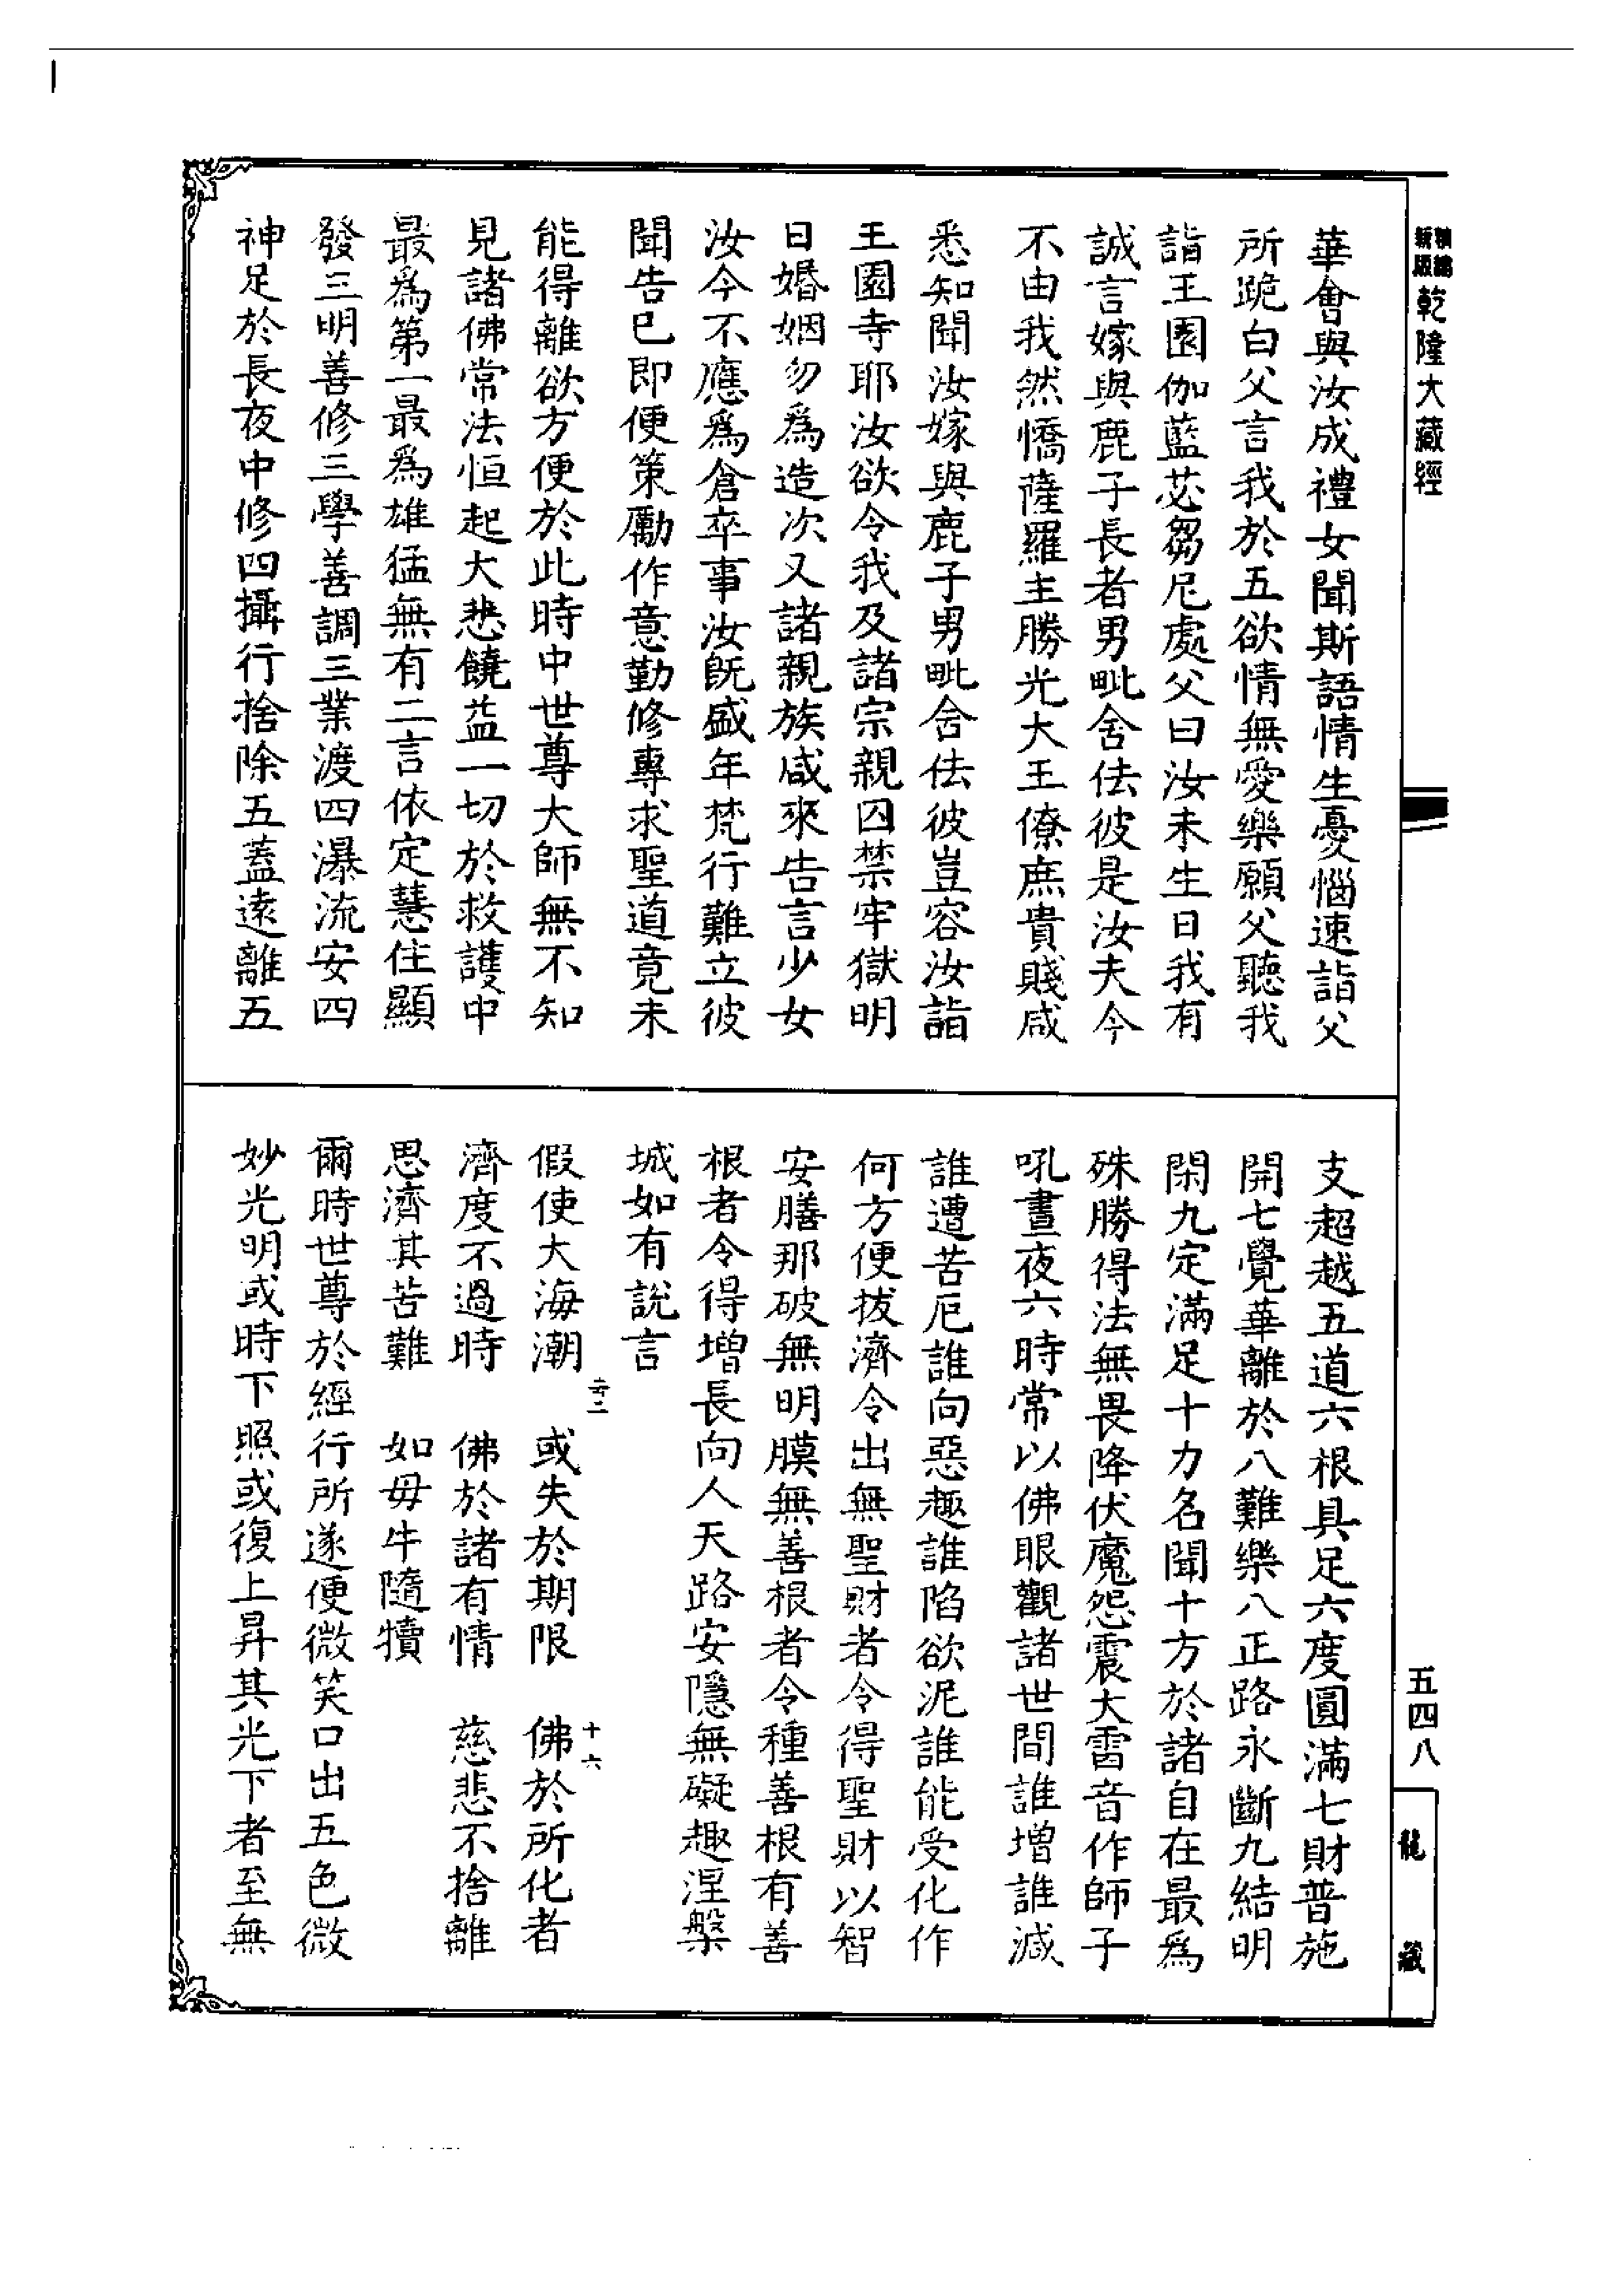 精編
新版
乾隆大藏經
五四八
龍藏
華會與汝成禮女聞斯語情生憂惱速詣父
所跪白父言我於五欲情無愛樂願父聽我
詣王園伽藍苾芻尼處父曰汝未生日我有
誠言嫁與鹿子長者男毗舍佉彼是汝夫今
不由我然憍薩羅主勝光大王僚庶貴賤咸
悉知聞汝嫁與鹿子男毗舍佉彼豈容汝詣
王園寺耶汝欲令我及諸宗親囚禁牢獄明
日婚姻勿為造次又諸親族咸來告言少女
汝今不應為倉卒事汝旣盛年梵行難立彼
聞告已即便策勵作意勤修專求聖道竟未
能得離欲方便於此時中世尊大師無不知
見諸佛常法恒起大悲饒益一切於救護中
最為第一最為雄猛無有二言依定慧住顯
發三明善修三學善調三業渡四瀑流安四
神足於長夜中修四攝行捨除五蓋遠離五
支超越五道六根具足六度圓滿七財普施
開七覺華離於八難樂八正路永斷九結明
閑九定滿足十力名聞十方於諸自在最為
殊勝得法無畏降伏魔怨震大雷音作師子
吼晝夜六時常以佛眼觀諸世間誰增誰減
誰遭苦厄誰向惡趣誰陷欲泥誰能受化作
何方便拔濟令出無聖財者令得聖財以智
安膳那破無明膜無善根者令種善根有善
根者令得增長向人天路安隱無礙趣涅槃
城如有說言
假使大海潮　或失於期限　佛於所化者
十六
濟度不過時　佛於諸有情　慈悲不捨離
思濟其苦難　如母牛隨犢
爾時世尊於經行所遂便微笑口出五色微
妙光明或時下照或復上昇其光下者至無